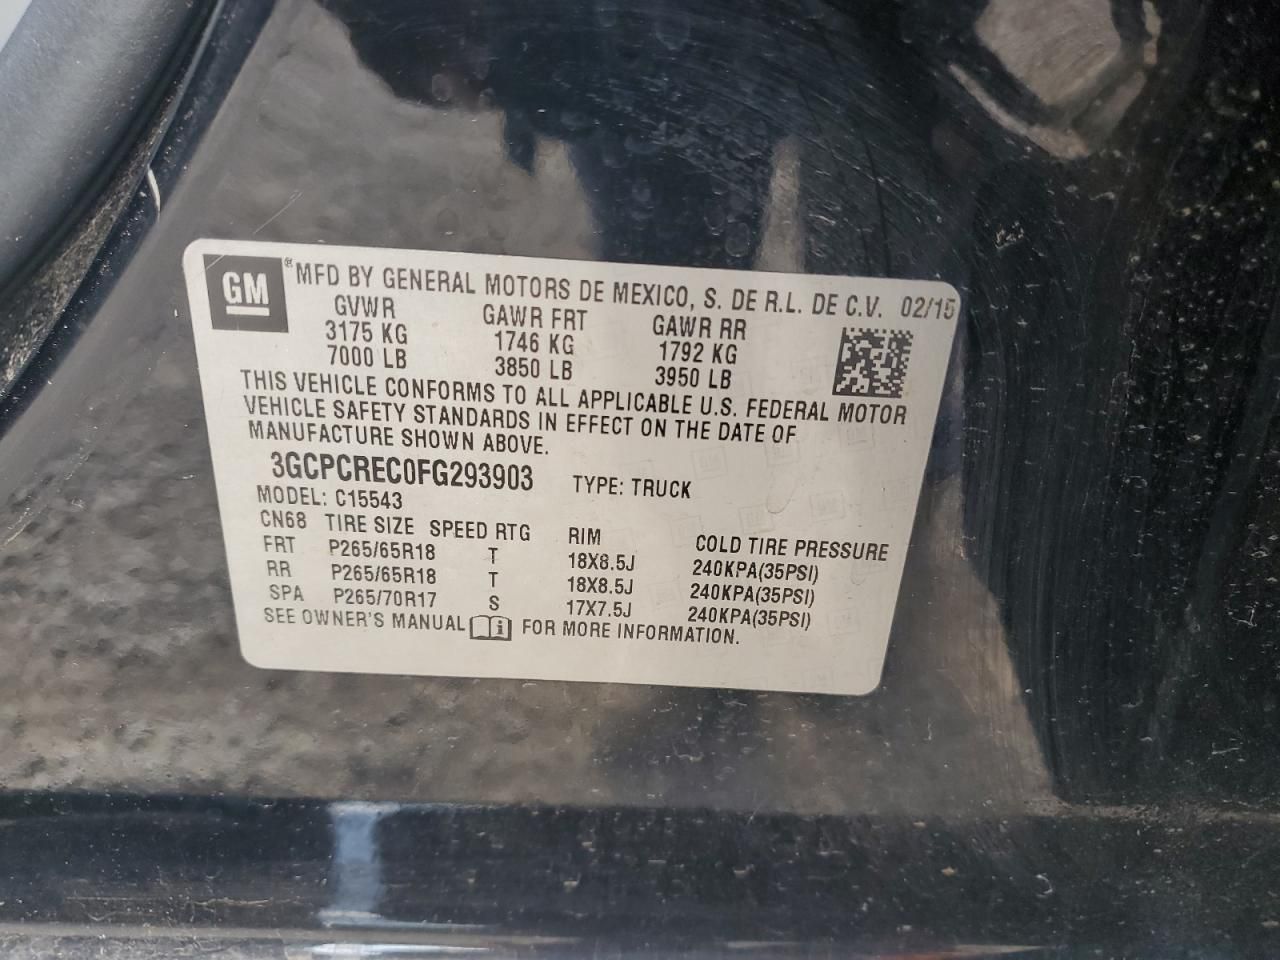 GM ® MFD BY GENERAL MOTORS DE MEXICO, S. DE R.L. DE C.V. 02/15
GVWR GAWR FRT GAWR RR
3175 KG 1746 KG 1792 KG
7000 LB 3850 LB 3950 LB
THIS VEHICLE CONFORMS TO ALL APPLICABLE U.S. FEDERAL MOTOR
VEHICLE SAFETY STANDARDS IN EFFECT ON THE DATE OF
MANUFACTURE SHOWN ABOVE.
3GCPCREC0FG293903 TYPE: TRUCK
MODEL: C15543
CN68 TIRE SIZE SPEED RTG RIM COLD TIRE PRESSURE
FRT P265/65R18 T 18X8.5J 240KPA(35PSI)
RR P265/65R18 T 18X8.5J 240KPA(35PSI)
SPA P265/70R17 S 17X7.5J 240KPA(35PSI)
SEE OWNER'S MANUAL i FOR MORE INFORMATION.